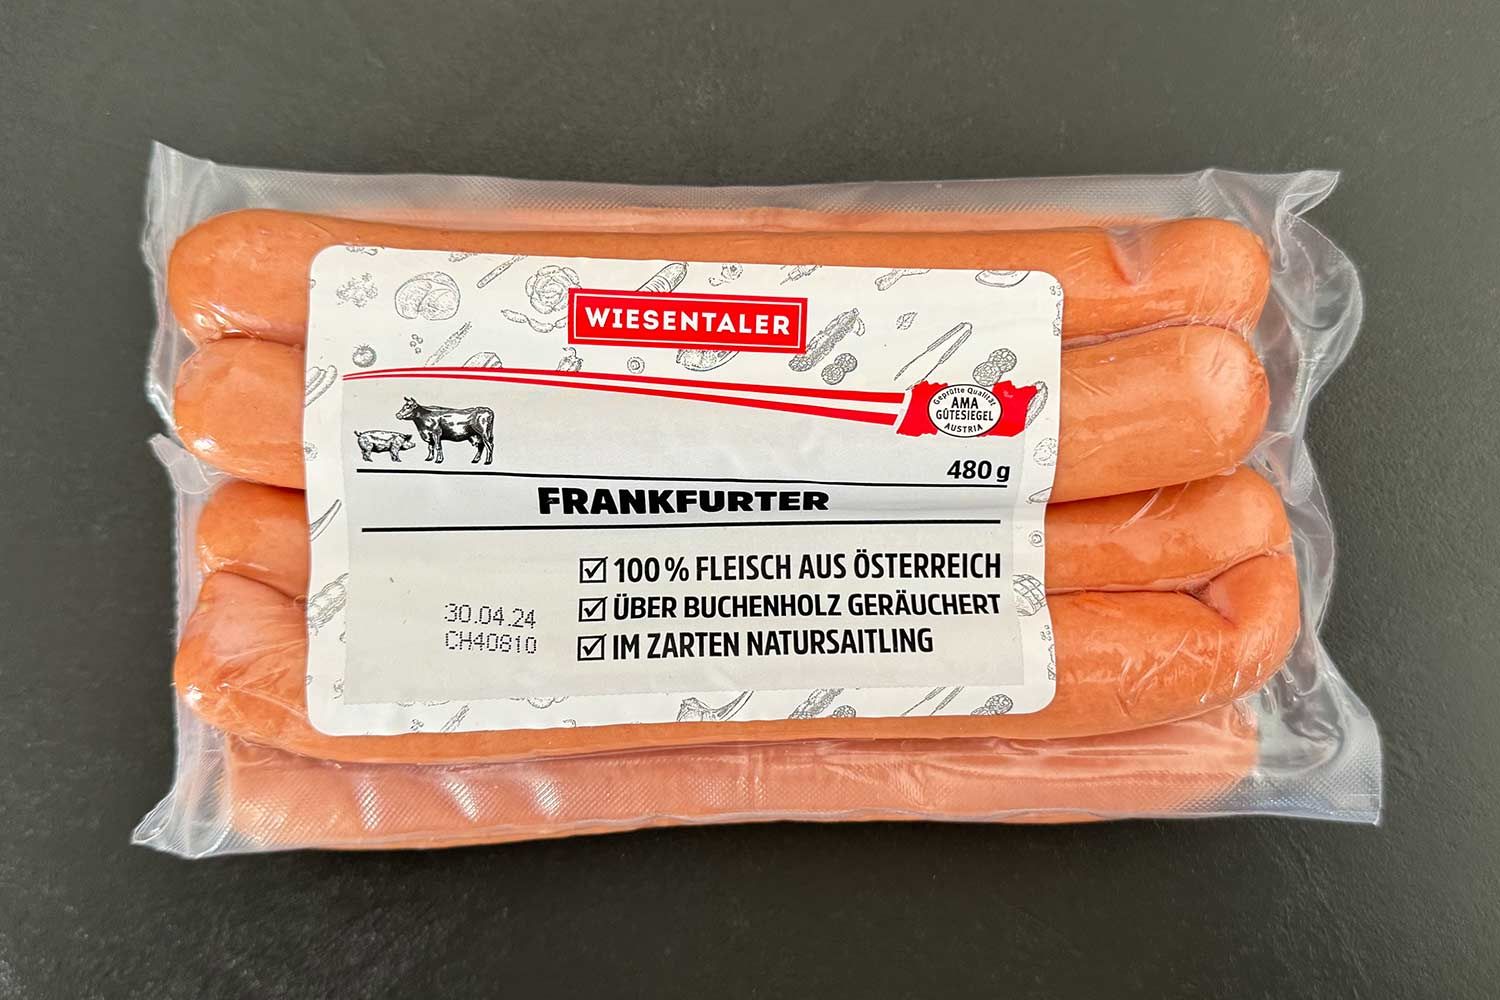 WIESENTALER
Geprüfte Qualität
AMA
GÜTESIEGEL
AUSTRIA
480 g
FRANKFURTER
100 % FLEISCH AUS ÖSTERREICH
ÜBER BUCHENHOLZ GERÄUCHERT
IM ZARTEN NATURSAITLING
30.04.24
CH40810